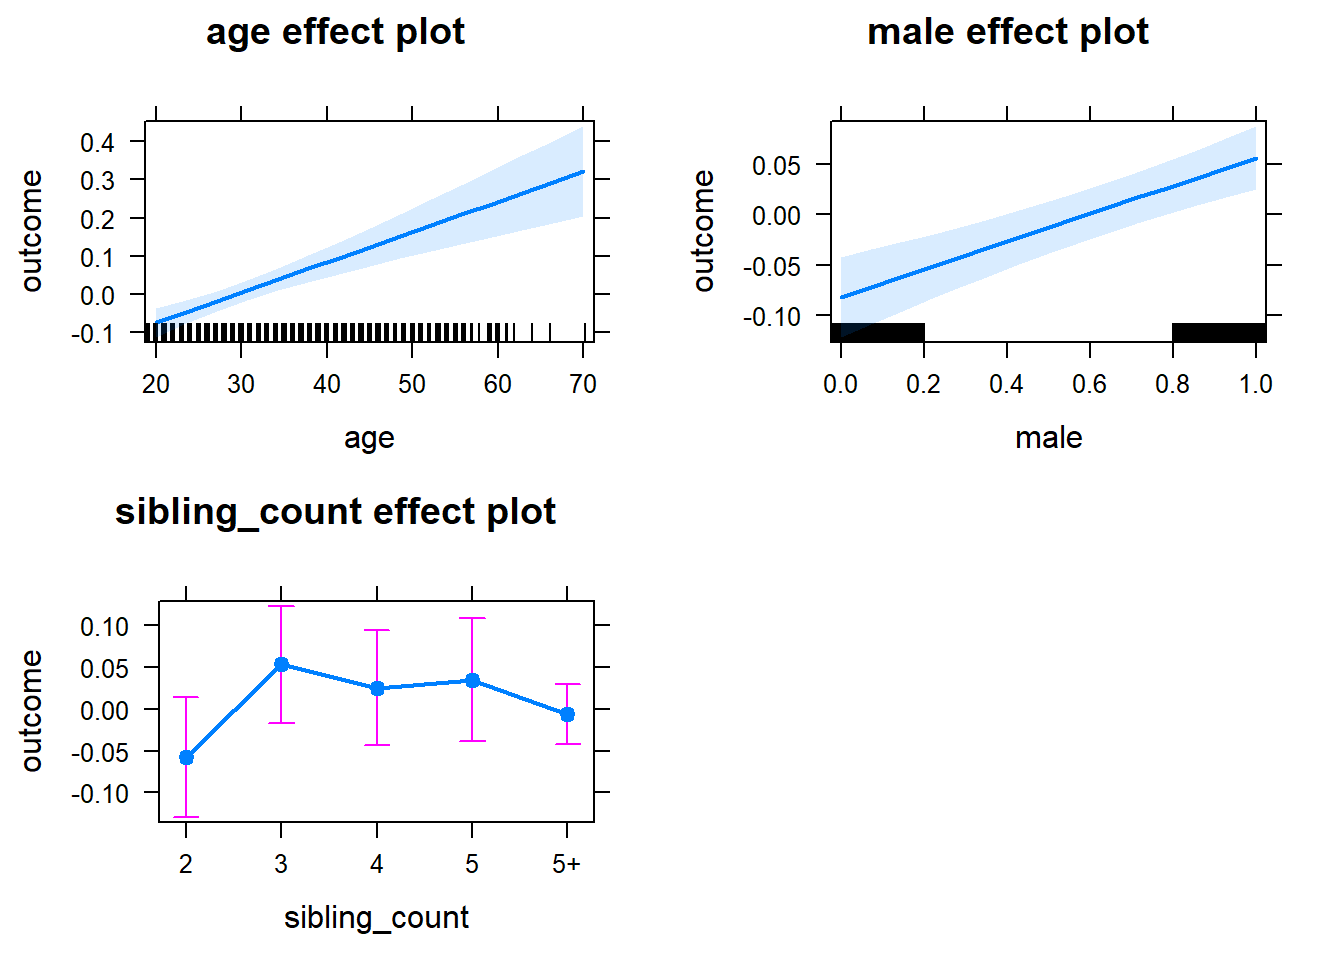 age effect plot
outcome
0.4
0.3
0.2
0.1
0.0
-0.1
20 30 40 50 60 70
age
male effect plot
outcome
0.05
0.00
-0.05
-0.10
0.0 0.2 0.4 0.6 0.8 1.0
male
sibling_count effect plot
outcome
0.10
0.05
0.00
-0.05
-0.10
2 3 4 5 5+
sibling_count